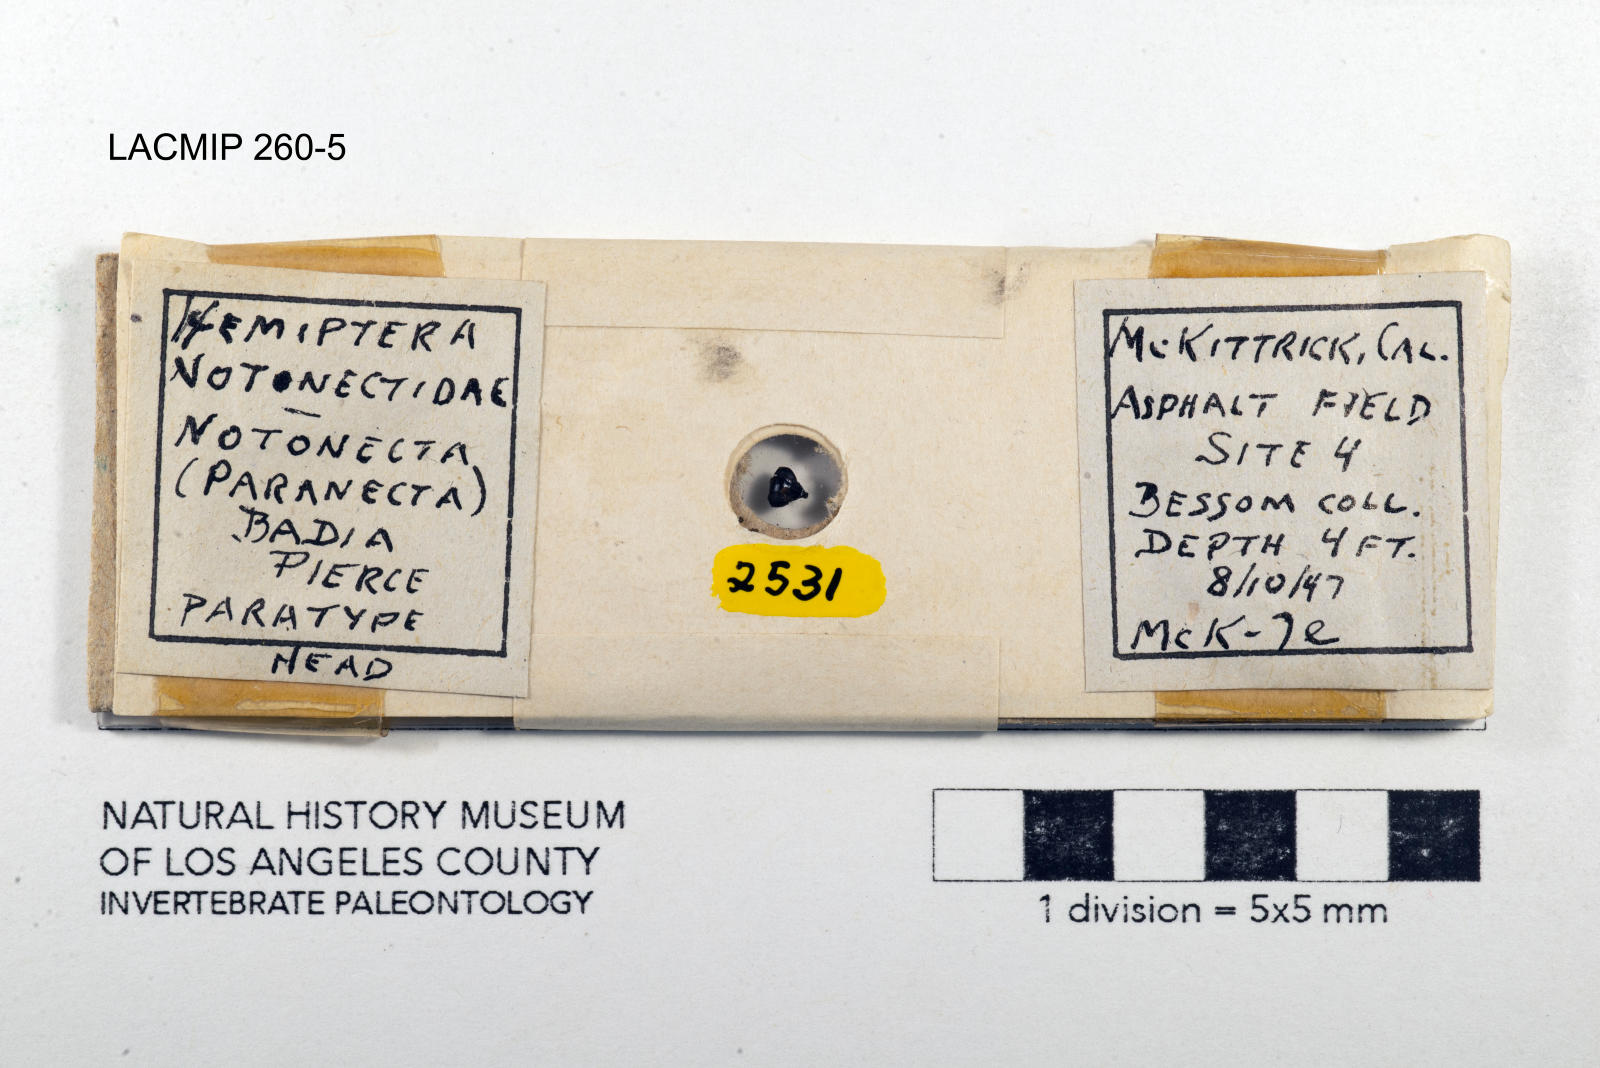 LACMIP 260-5
HEMIPTERA
NOTONECTIDAE
NOTONECTA
(PARANECTA)
BADIA
PIERCE
PARATYPE
HEAD
2531
McKITTRICK, CAL.
ASPHALT FIELD
SITE 4
BESSOM COLL.
DEPTH 4 FT.
8/10/47
McK-7e
NATURAL HISTORY MUSEUM
OF LOS ANGELES COUNTY
INVERTEBRATE PALEONTOLOGY
1 division = 5x5 mm